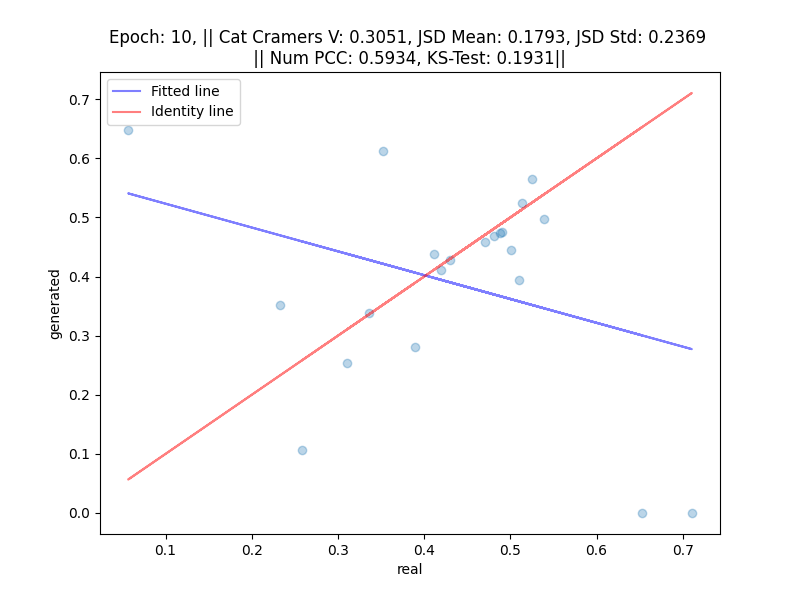 Epoch: 10, || Cat Cramers V: 0.3051, JSD Mean: 0.1793, JSD Std: 0.2369
|| Num PCC: 0.5934, KS-Test: 0.1931||
Fitted line
Identity line
generated
0.7
0.6
0.5
0.4
0.3
0.2
0.1
0.0
0.1 0.2 0.3 0.4 0.5 0.6 0.7
real